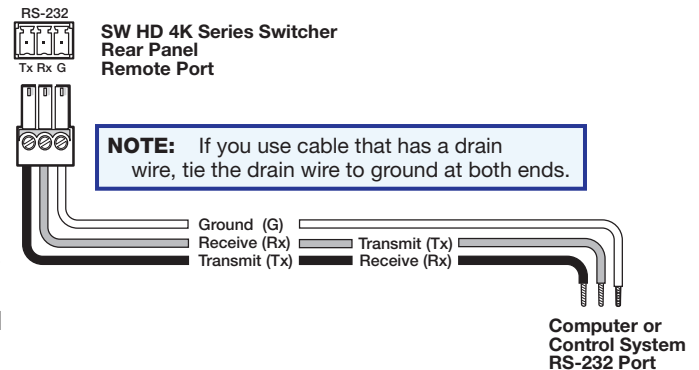 RS-232
Tx Rx G
SW HD 4K Series Switcher
Rear Panel
Remote Port
NOTE: If you use cable that has a drain
wire, tie the drain wire to ground at both ends.
Ground (G)
Receive (Rx) Transmit (Tx)
Transmit (Tx) Receive (Rx)
Computer or
Control System
RS-232 Port